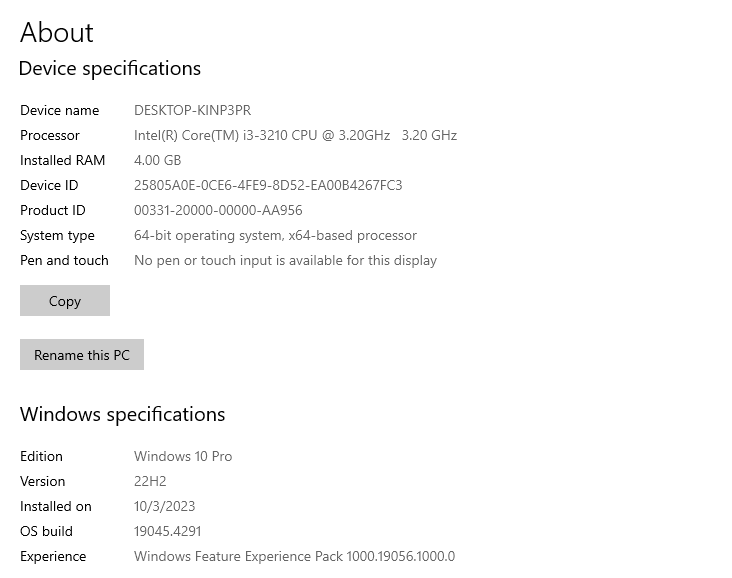 About
Device specifications
Device name DESKTOP-KINP3PR
Processor Intel(R) Core(TM) i3-3210 CPU @ 3.20GHz 3.20 GHz
Installed RAM 4.00 GB
Device ID 25805A0E-0CE6-4FE9-8D52-EA00B4267FC3
Product ID 00331-20000-00000-AA956
System type 64-bit operating system, x64-based processor
Pen and touch No pen or touch input is available for this display
Copy
Rename this PC
Windows specifications
Edition Windows 10 Pro
Version 22H2
Installed on 10/3/2023
OS build 19045.4291
Experience Windows Feature Experience Pack 1000.19056.1000.0